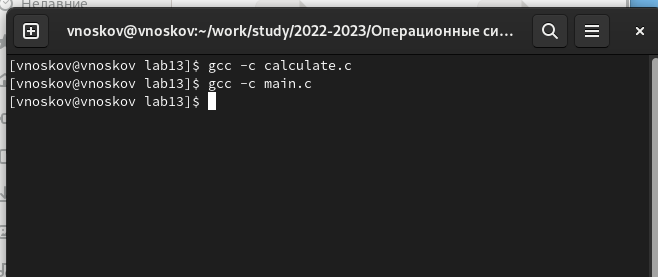 Недавние
vnoskov@vnoskov:~/work/study/2022-2023/Операционные си...
[vnoskov@vnoskov lab13]$ gcc -c calculate.c
[vnoskov@vnoskov lab13]$ gcc -c main.c
[vnoskov@vnoskov lab13]$